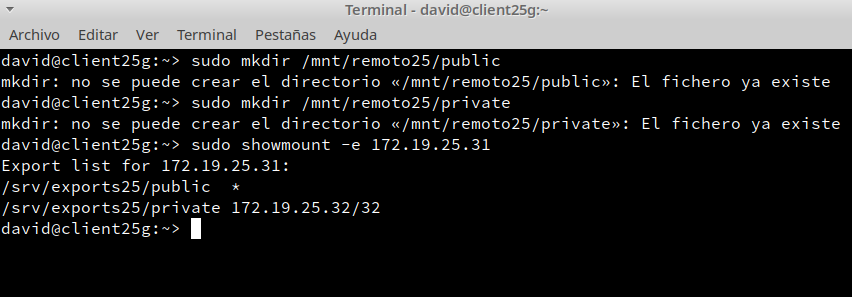 Terminal - david@client25g:~
Archivo Editar Ver Terminal Pestañas Ayuda
david@client25g:~> sudo mkdir /mnt/remoto25/public
mkdir: no se puede crear el directorio «/mnt/remoto25/public»: El fichero ya existe
david@client25g:~> sudo mkdir /mnt/remoto25/private
mkdir: no se puede crear el directorio «/mnt/remoto25/private»: El fichero ya existe
david@client25g:~> sudo showmount -e 172.19.25.31
Export list for 172.19.25.31:
/srv/exports25/public  *
/srv/exports25/private 172.19.25.32/32
david@client25g:~>